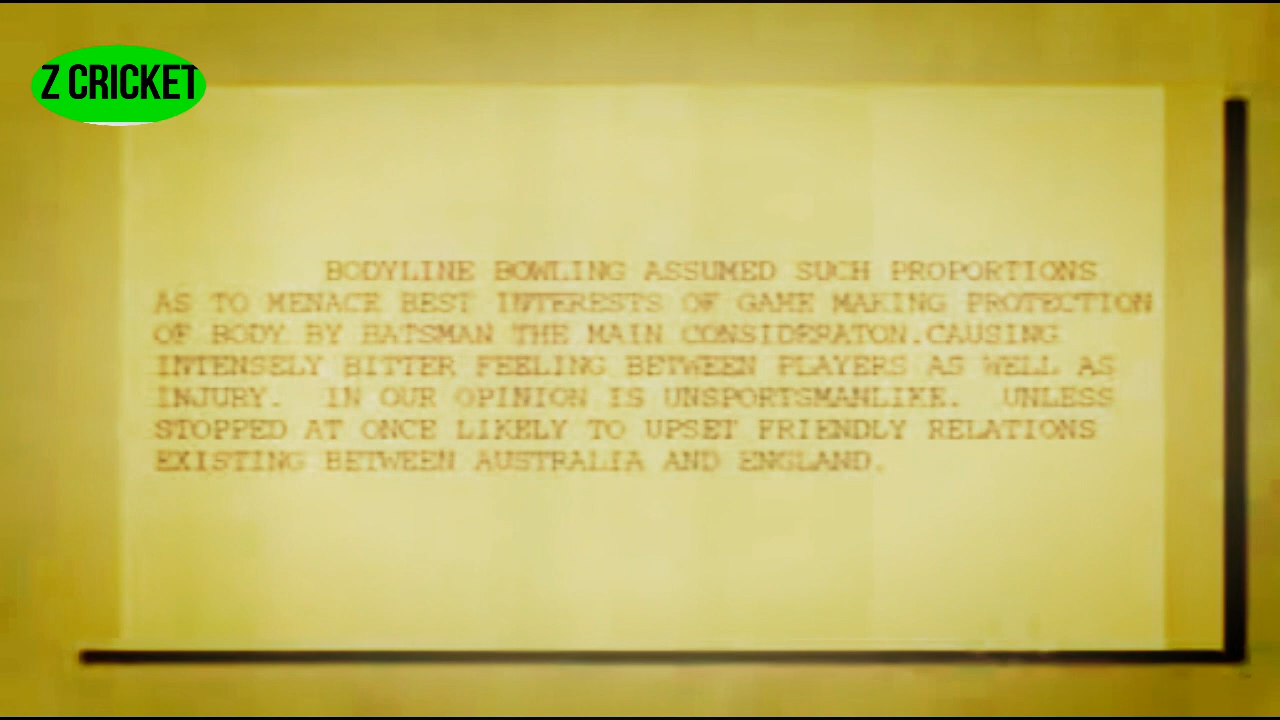 Z CRICKET
BODYLINE BOWLING ASSUMED SUCH PROPORTIONS
AS TO MENACE BEST INTERESTS OF GAME MAKING PROTECTION
OF BODY BY BATSMAN THE MAIN CONSIDERATON.CAUSING
INTENSELY BITTER FEELING BETWEEN PLAYERS AS WELL AS
INJURY. IN OUR OPINION IS UNSPORTSMANLIKE. UNLESS
STOPPED AT ONCE LIKELY TO UPSET FRIENDLY RELATIONS
EXISTING BETWEEN AUSTRALIA AND ENGLAND.